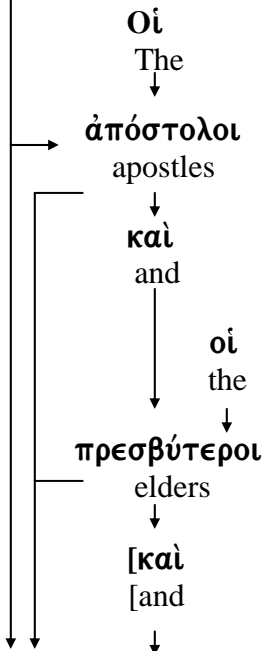 Οἱ
The
ἀπόστολοι
apostles
καὶ
and
οἱ
the
πρεσβύτεροι
elders
[καὶ
[and